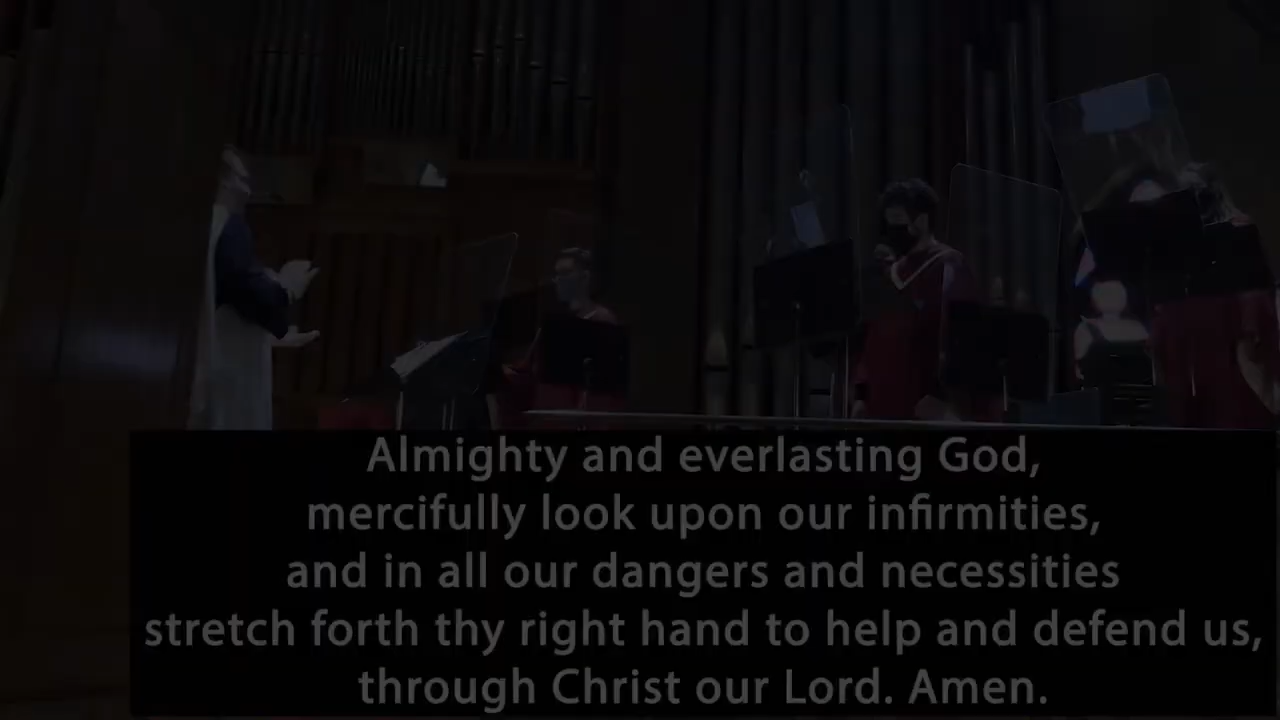 Almighty and everlasting God,
mercifully look upon our infirmities,
and in all our dangers and necessities
stretch forth thy right hand to help and defend us,
through Christ our Lord. Amen.